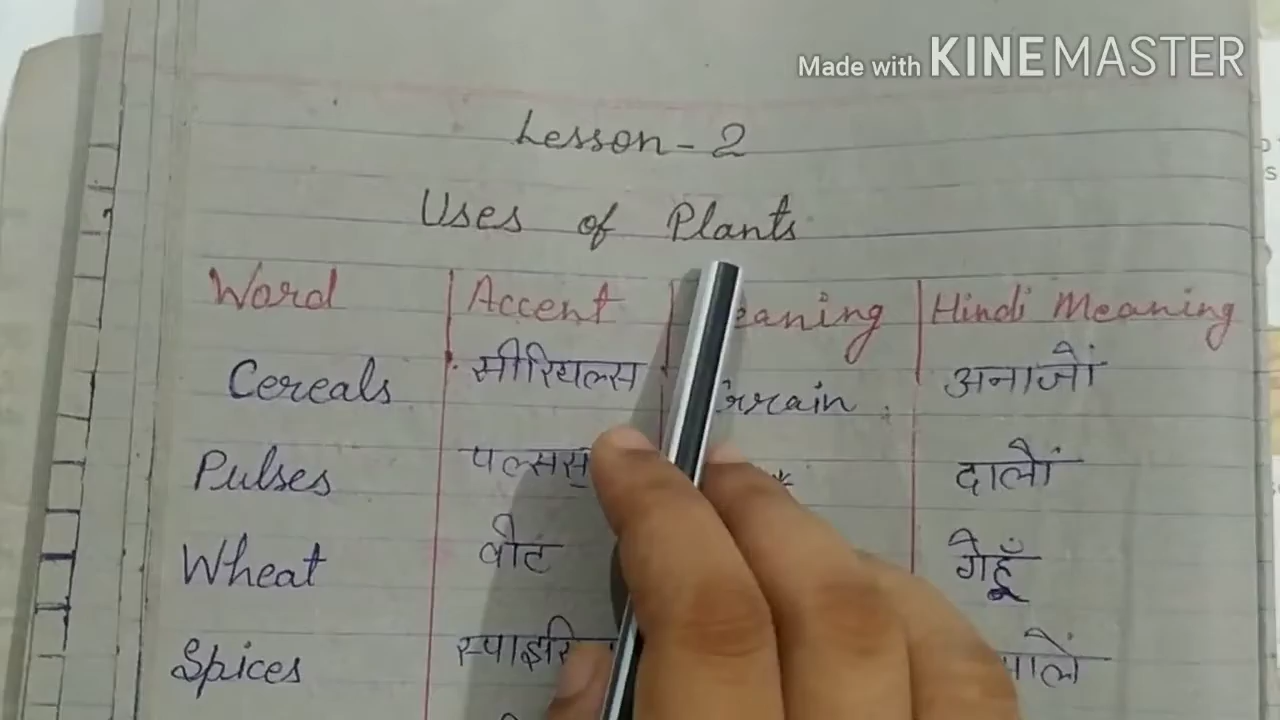 Made with KINEMASTER
Lesson - 2
Uses of Plants
Word Accent Hindi Meaning
Cereals सीरियल्स अनाजों
Pulses दालों
Wheat वीट गेहूँ
Spices